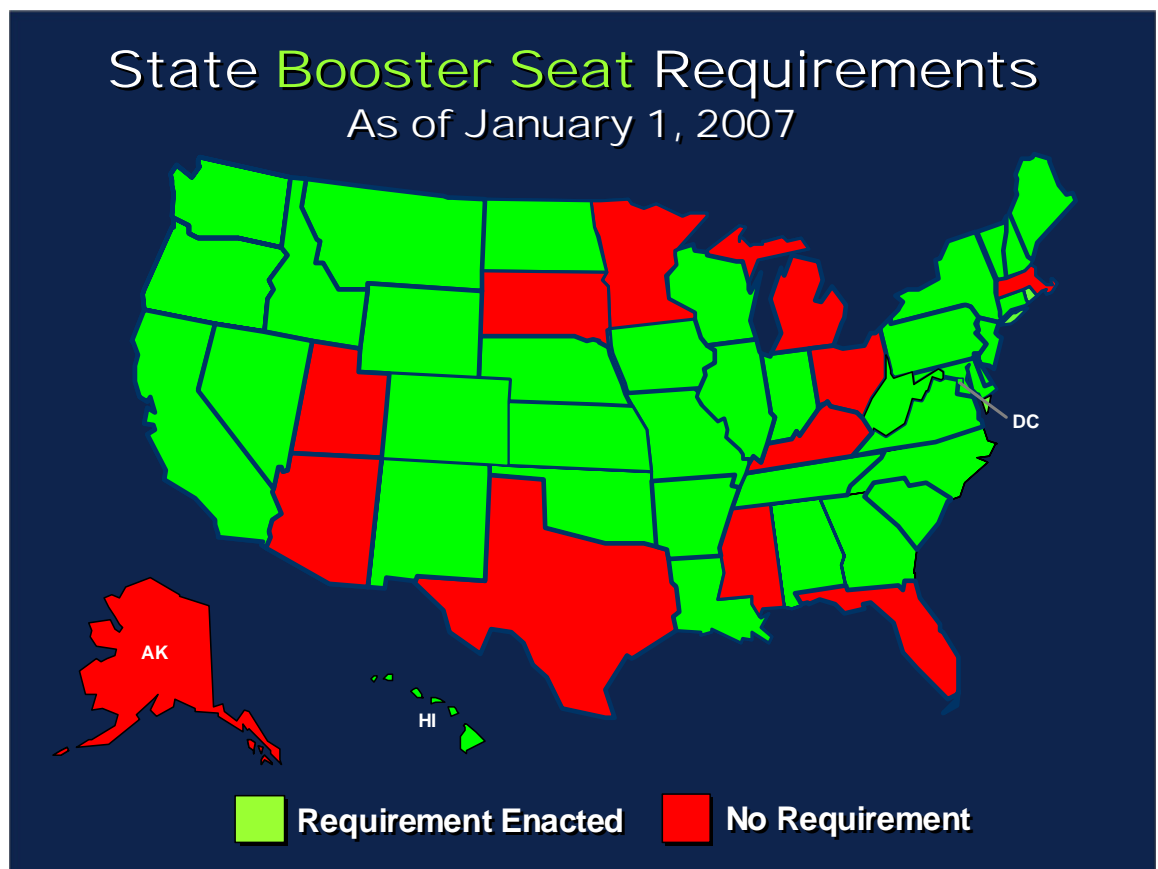 State Booster Seat Requirements
As of January 1, 2007
DC
AK
HI
Requirement Enacted
No Requirement